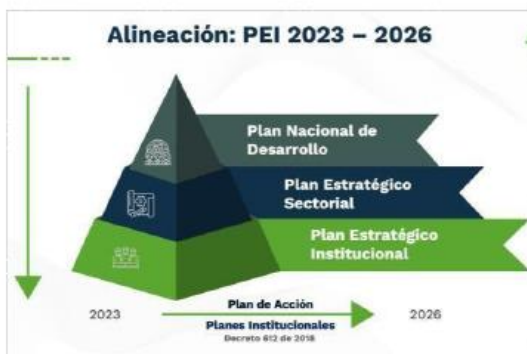 Alineación: PEI 2023 – 2026
Plan Nacional de
Desarrollo
Plan Estratégico
Sectorial
Plan Estratégico
Institucional
2023
Plan de Acción
2026
Planes Institucionales
Decreto 612 de 2018